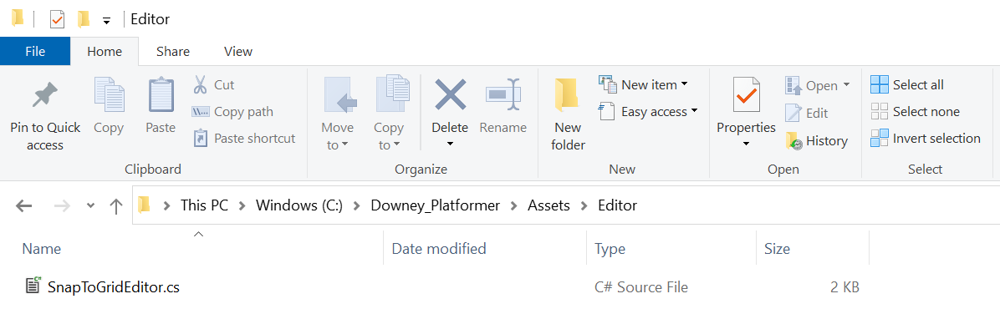 Editor
File Home Share View
Pin to Quick access
Copy
Paste
Cut
Copy path
Paste shortcut
Clipboard
Move to
Copy to
Delete
Rename
Organize
New folder
New item
Easy access
New
Properties
Open
Edit
History
Open
Select all
Select none
Invert selection
Select
This PC > Windows (C:) > Downey_Platformer > Assets > Editor
Name Date modified Type Size
SnapToGridEditor.cs C# Source File 2 KB